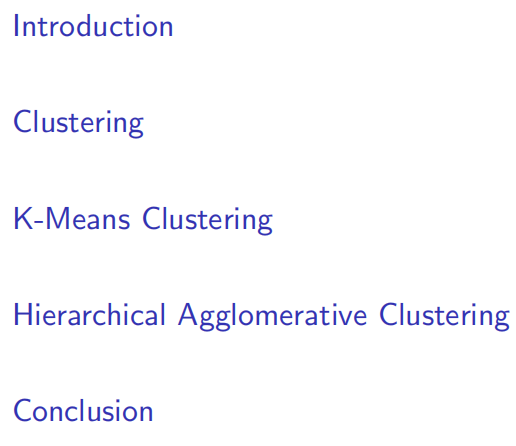 Introduction
Clustering
K-Means Clustering
Hierarchical Agglomerative Clustering
Conclusion